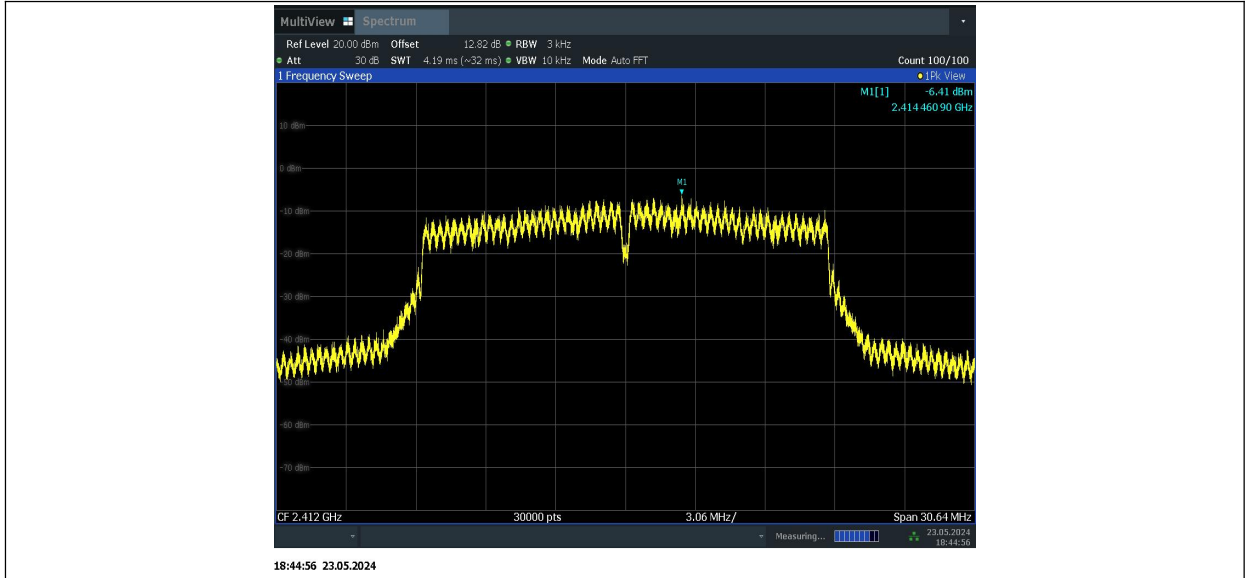 MultiView Spectrum
Ref Level 20.00 dBm Offset 12.82 dB RBW 3 kHz
Att 30 dB SWT 4.19 ms (~32 ms) VBW 10 kHz Mode Auto FFT Count 100/100
1 Frequency Sweep 1Pk View
M1[1] -6.41 dBm
2.414 460 90 GHz
10 dBm
0 dBm
M1
-10 dBm
-20 dBm
-30 dBm
-40 dBm
-50 dBm
-60 dBm
-70 dBm
CF 2.412 GHz 30000 pts 3.06 MHz/ Span 30.64 MHz
Measuring... 23.05.2024
18:44:56
18:44:56 23.05.2024